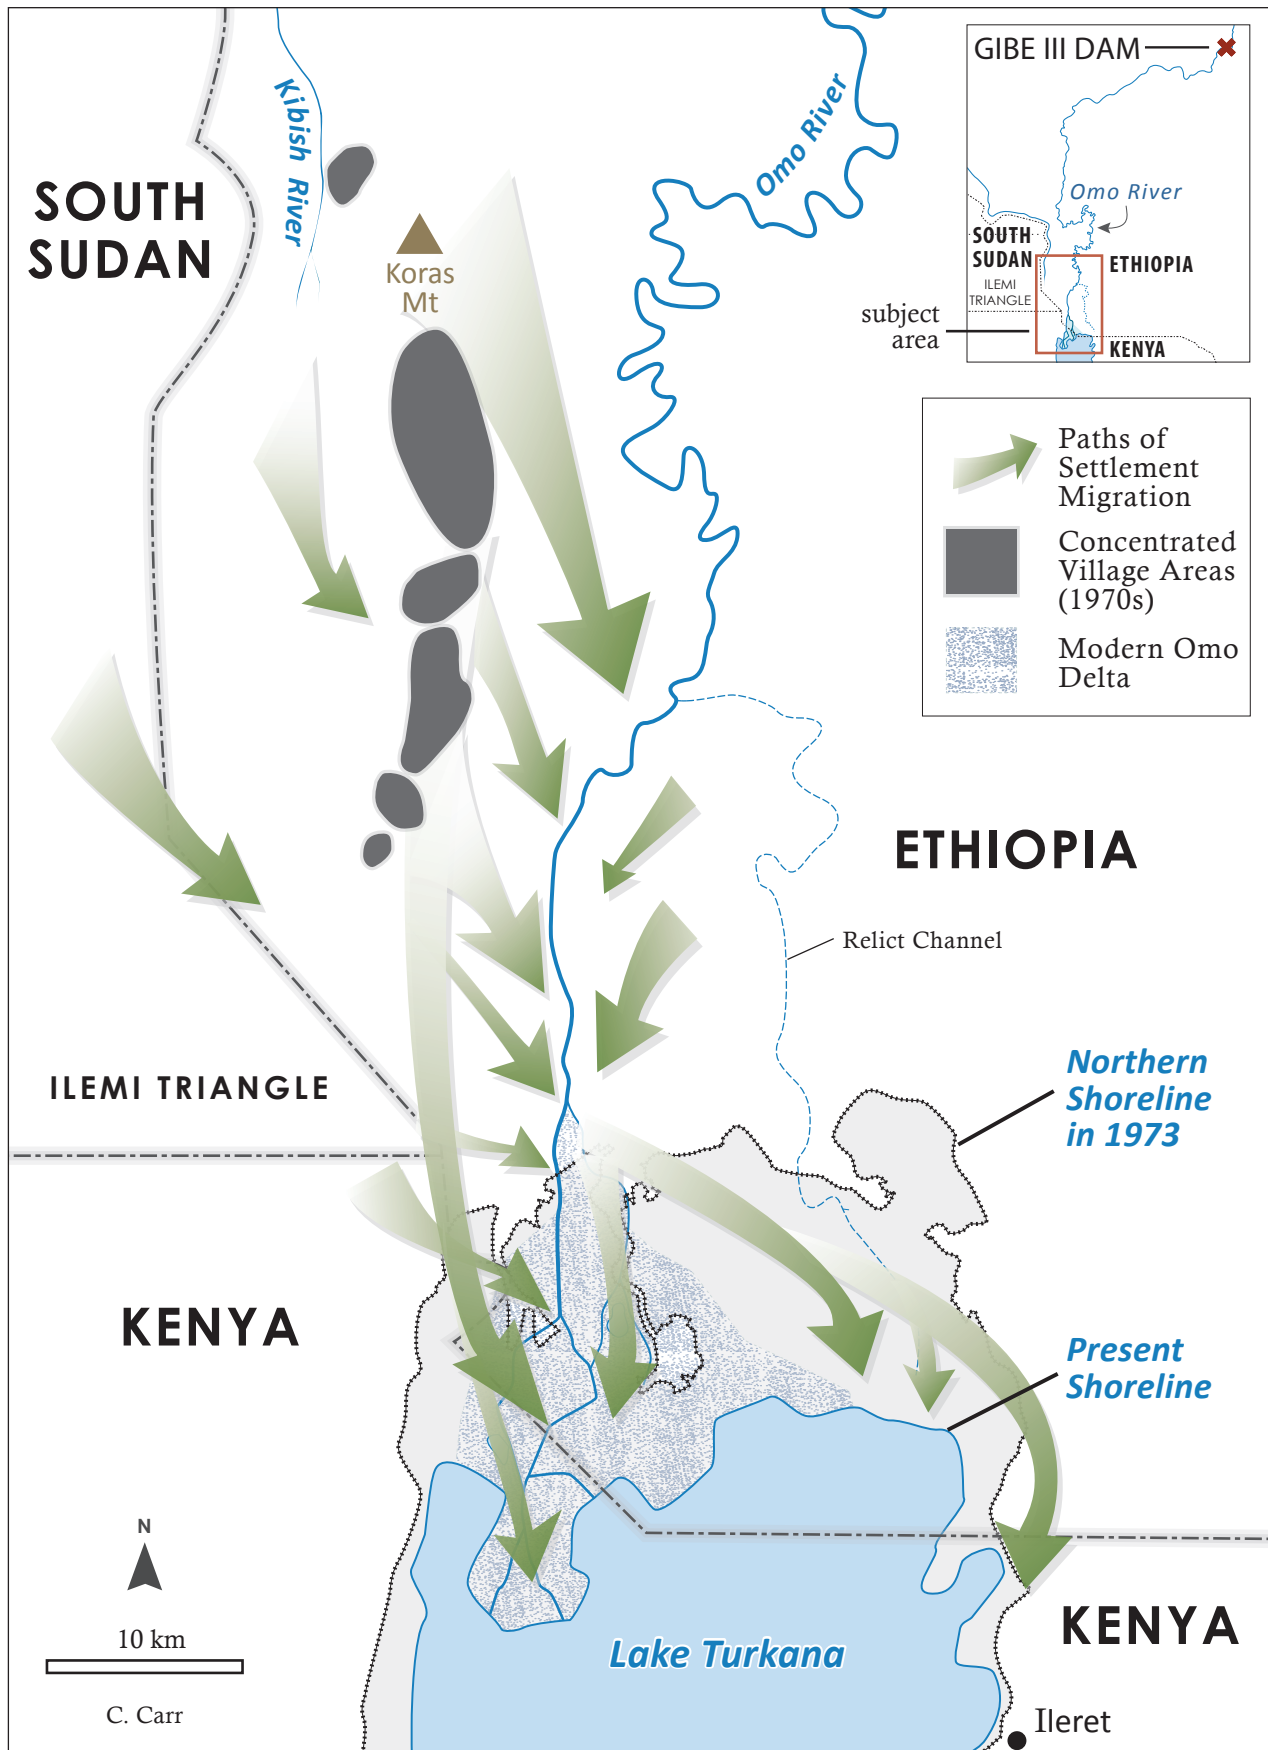 Kibish River
Omo River
SOUTH
SUDAN
Koras
Mt
GIBE III DAM
Omo River
SOUTH
SUDAN
ETHIOPIA
ILEMI
TRIANGLE
KENYA
subject
area
Paths of
Settlement
Migration
Concentrated
Village Areas
(1970s)
Modern Omo
Delta
ETHIOPIA
Relict Channel
ILEMI TRIANGLE
Northern
Shoreline
in 1973
KENYA
Present
Shoreline
N
10 km
C. Carr
Lake Turkana
KENYA
Ileret